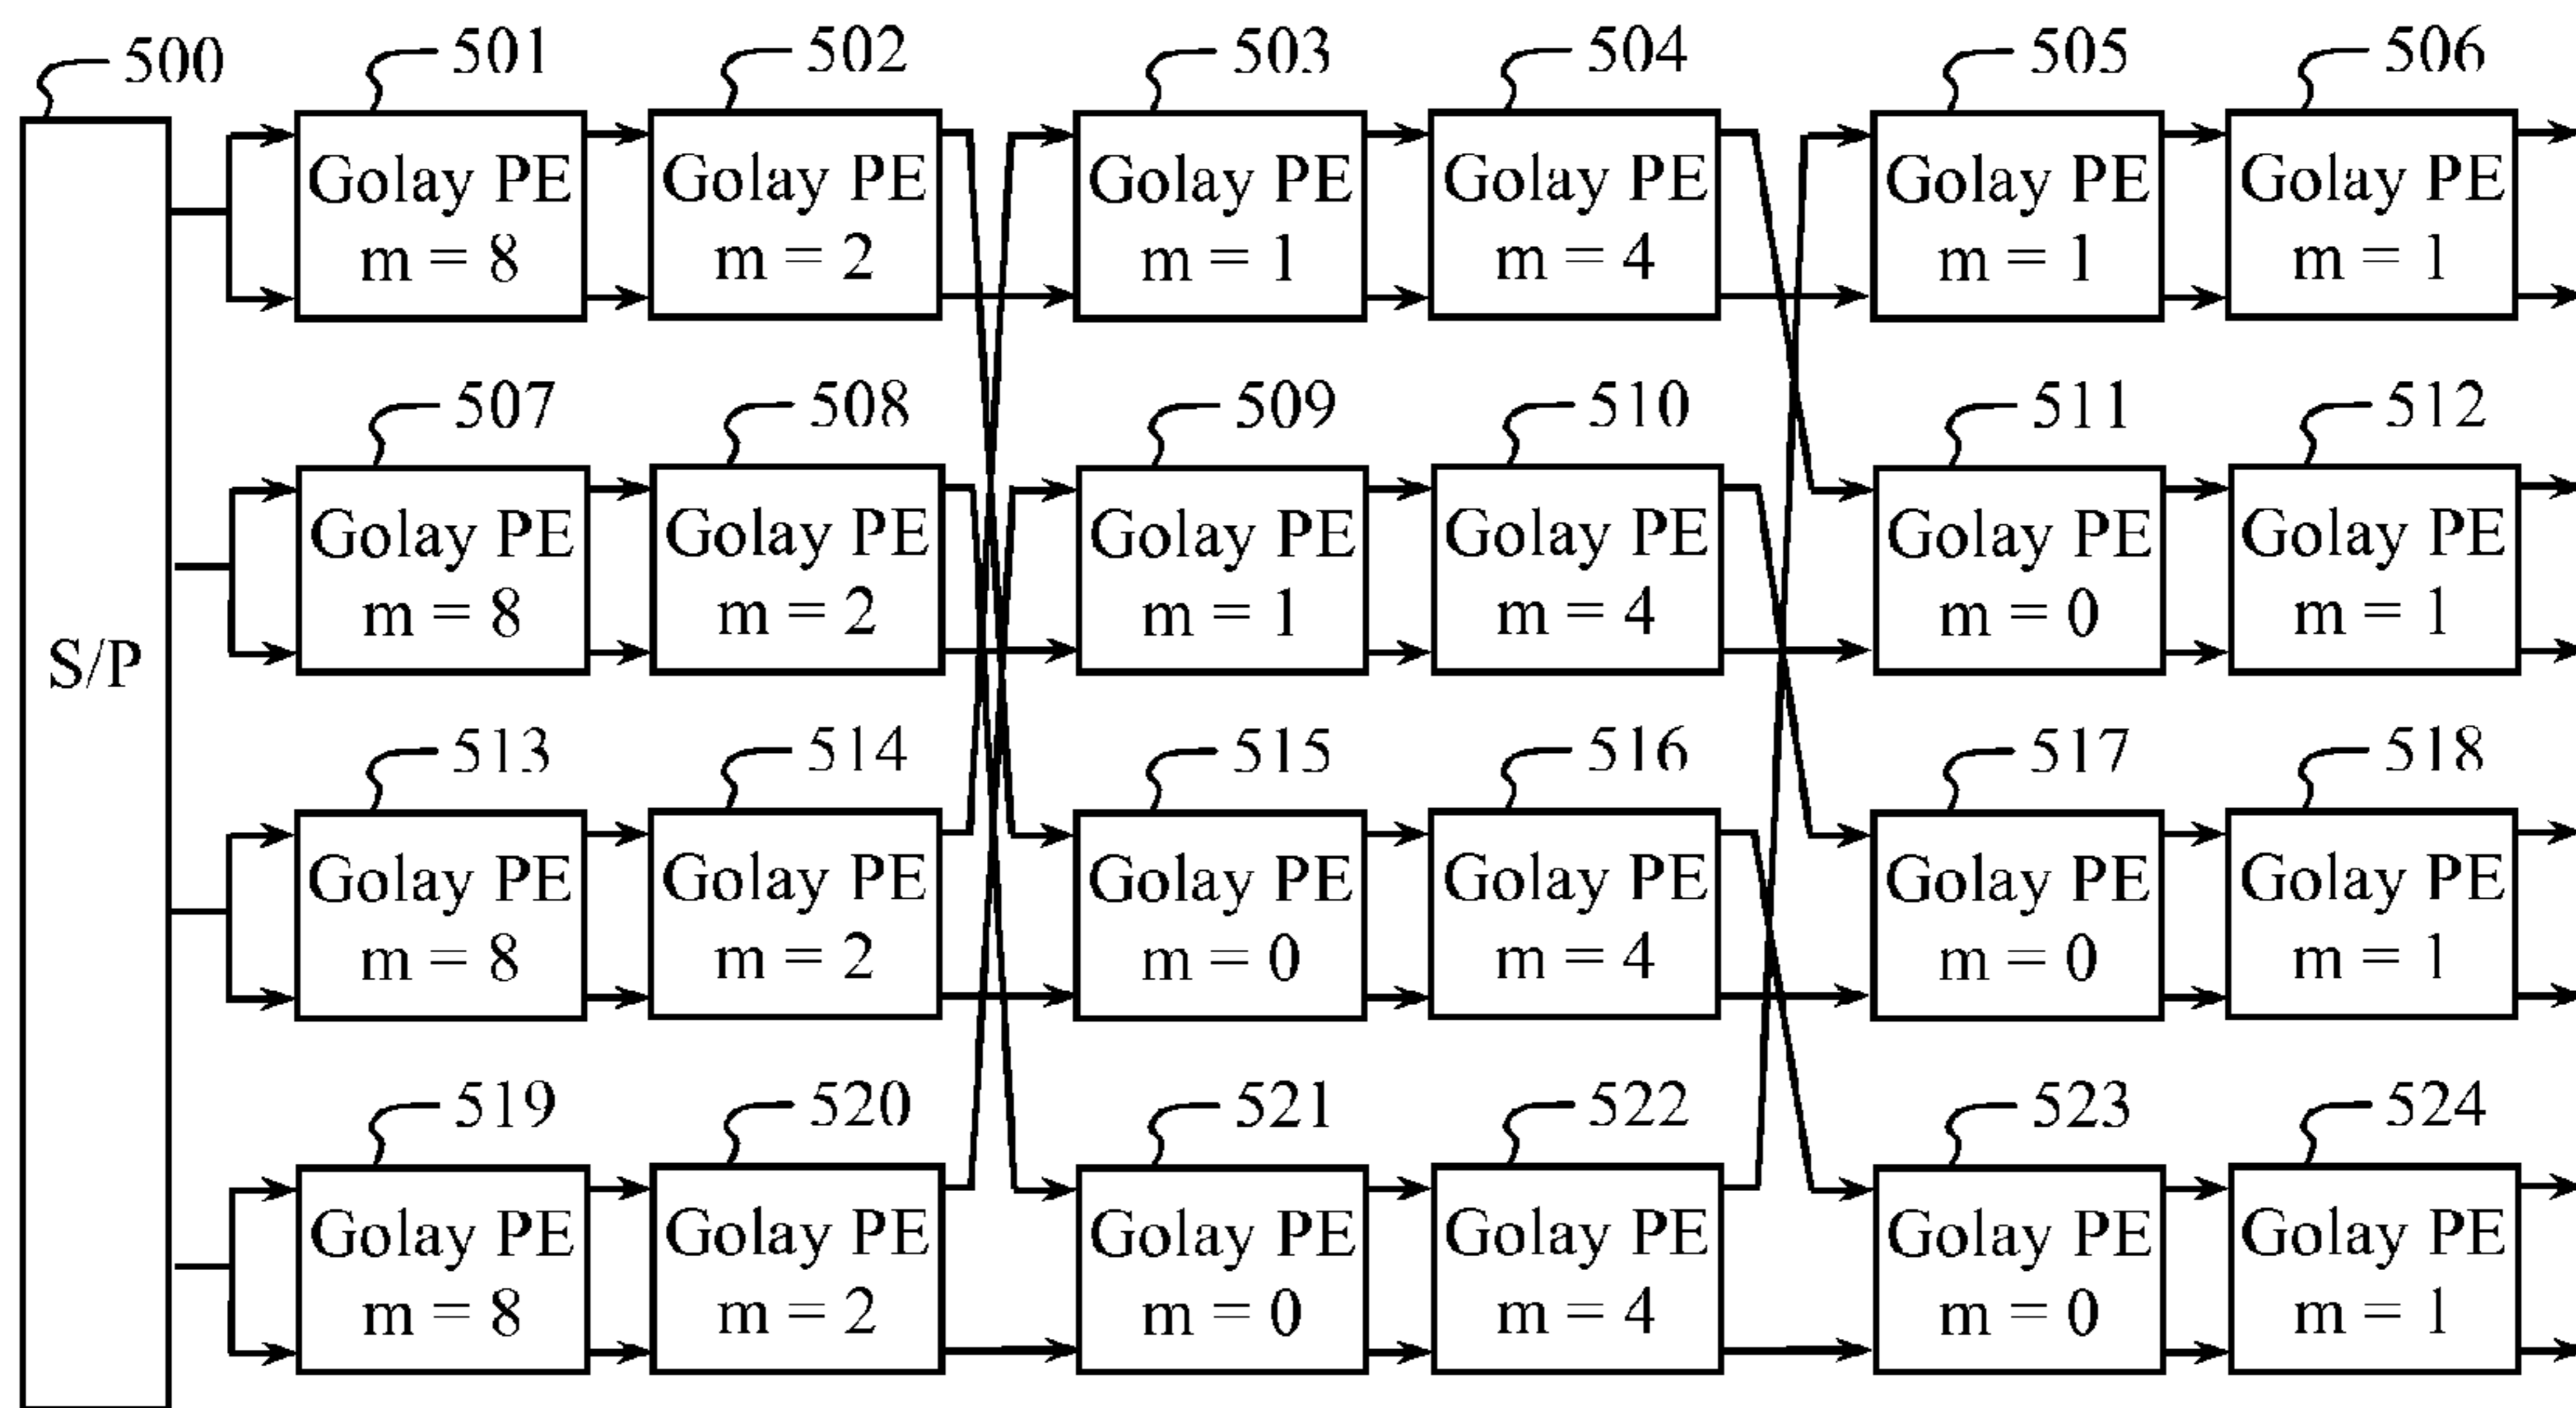 500 501 502 503 504 505 506
Golay PE Golay PE Golay PE Golay PE Golay PE Golay PE
m = 8 m = 2 m = 1 m = 4 m = 1 m = 1
507 508 509 510 511 512
Golay PE Golay PE Golay PE Golay PE Golay PE Golay PE
m = 8 m = 2 m = 1 m = 4 m = 0 m = 1
S/P
513 514 515 516 517 518
Golay PE Golay PE Golay PE Golay PE Golay PE Golay PE
m = 8 m = 2 m = 0 m = 4 m = 0 m = 1
519 520 521 522 523 524
Golay PE Golay PE Golay PE Golay PE Golay PE Golay PE
m = 8 m = 2 m = 0 m = 4 m = 0 m = 1